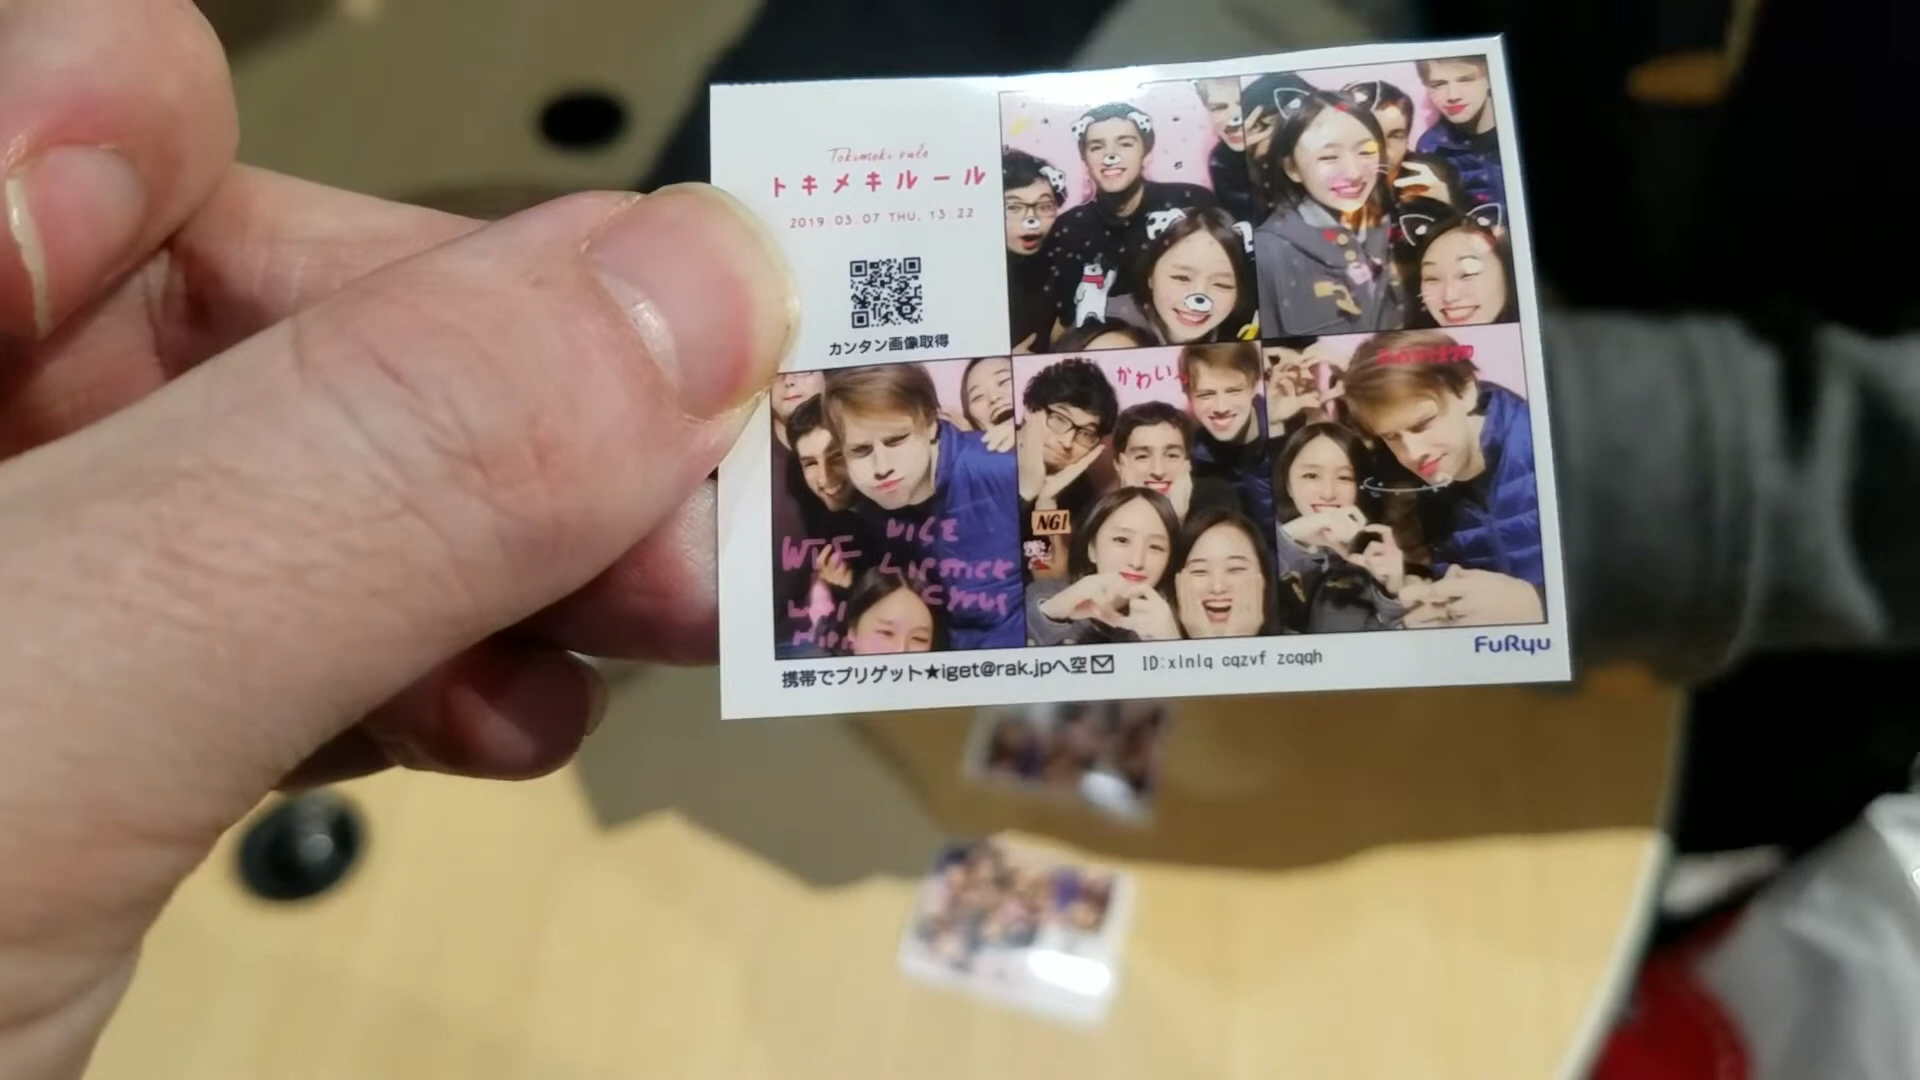 Tokimeki rule
トキメキルール
2019 03 07 THU. 13:22
カンタン画像取得
かわい
NG!
NICE
LIPSTICK
CYRUS
携帯でプリゲット★iget@rak.jpへ空✉ ID:xlnlq cqzvf zcqqh
FuRyu